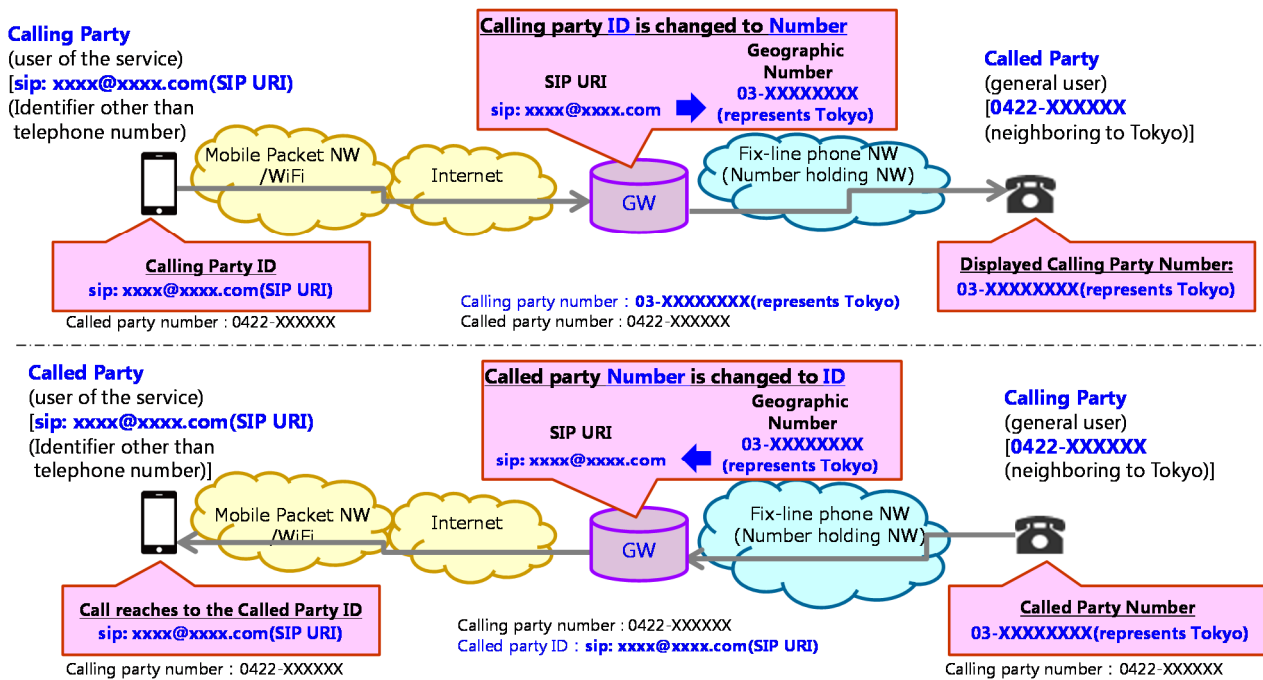 Calling Party
(user of the service)
[sip: xxxx@xxxx.com(SIP URI)
(Identifier other than
telephone number)
Calling party ID is changed to Number
SIP URI
sip: xxxx@xxxx.com
Geographic
Number
03-XXXXXXXX
(represents Tokyo)
Called Party
(general user)
[0422-XXXXXX
(neighboring to Tokyo)]
Mobile Packet NW
/WiFi
Internet
GW
Fix-line phone NW
(Number holding NW)
Calling Party ID
sip: xxxx@xxxx.com(SIP URI)
Called party number : 0422-XXXXXX
Calling party number : 03-XXXXXXXX(represents Tokyo)
Called party number : 0422-XXXXXX
Displayed Calling Party Number:
03-XXXXXXXX(represents Tokyo)
Called Party
(user of the service)
[sip: xxxx@xxxx.com(SIP URI)
(Identifier other than
telephone number)]
Called party Number is changed to ID
SIP URI
sip: xxxx@xxxx.com
Geographic
Number
03-XXXXXXXX
(represents Tokyo)
Calling Party
(general user)
[0422-XXXXXX
(neighboring to Tokyo)]
Mobile Packet NW
/WiFi
Internet
GW
Fix-line phone NW
(Number holding NW)
Call reaches to the Called Party ID
sip: xxxx@xxxx.com(SIP URI)
Calling party number : 0422-XXXXXX
Calling party number : 0422-XXXXXX
Called party ID : sip: xxxx@xxxx.com(SIP URI)
Called Party Number
03-XXXXXXXX(represents Tokyo)
Calling party number : 0422-XXXXXX